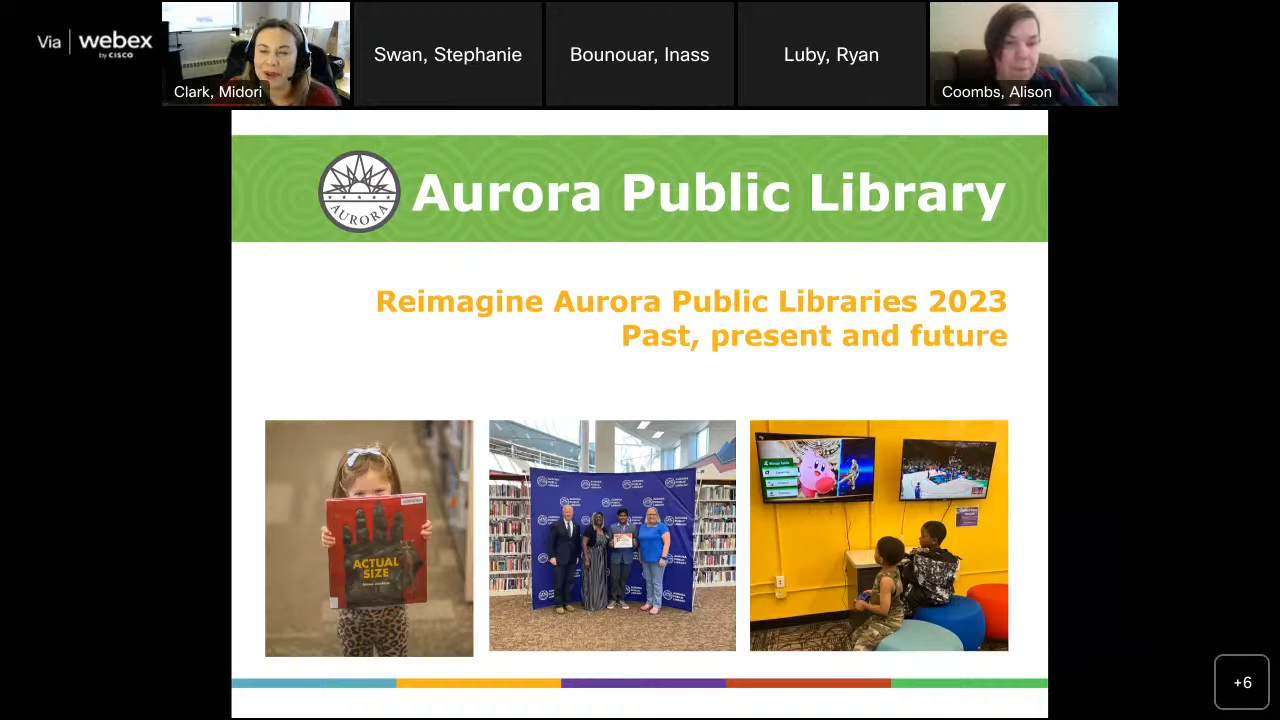 Via webex
by CISCO
Clark, Midori
Swan, Stephanie
Bounouar, Inass
Luby, Ryan
Coombs, Alison
AURORA
Aurora Public Library
Reimagine Aurora Public Libraries 2023
Past, present and future
ACTUAL
SIZE
+6